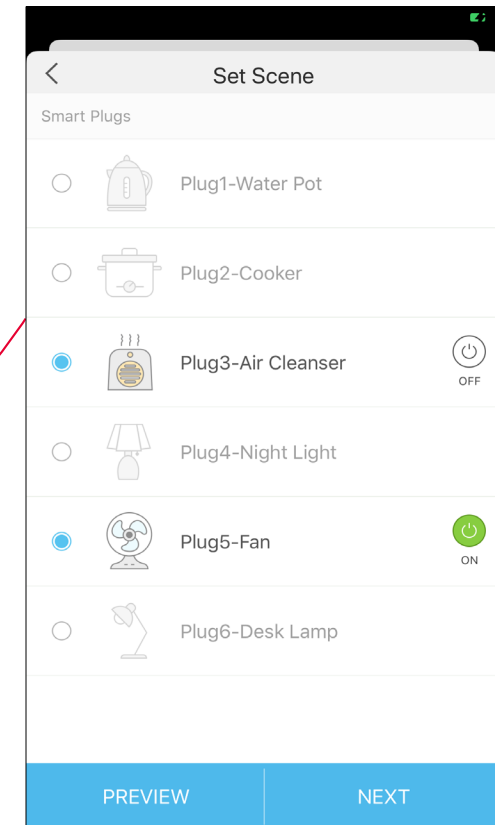 Set Scene
Smart Plugs
Plug1-Water Pot
Plug2-Cooker
Plug3-Air Cleanser
OFF
Plug4-Night Light
Plug5-Fan
ON
Plug6-Desk Lamp
PREVIEW NEXT